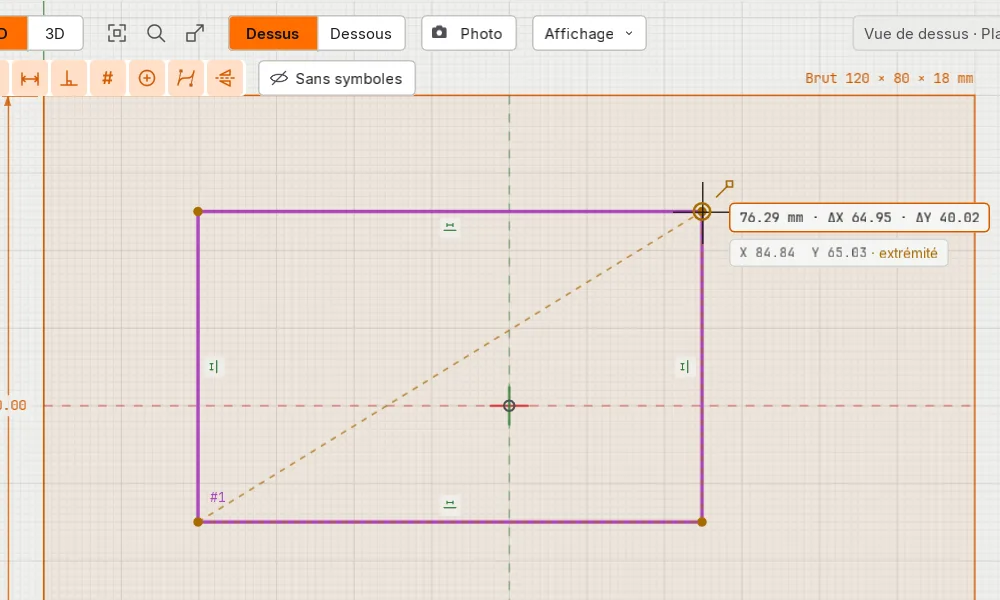 3D
Dessus
Dessous
Photo
Affichage
Vue de dessus · Pla
#
Sans symboles
Brut 120 × 80 × 18 mm
76.29 mm · ΔX 64.95 · ΔY 40.02
X 84.84 Y 65.03 · extrémité
.00
#1